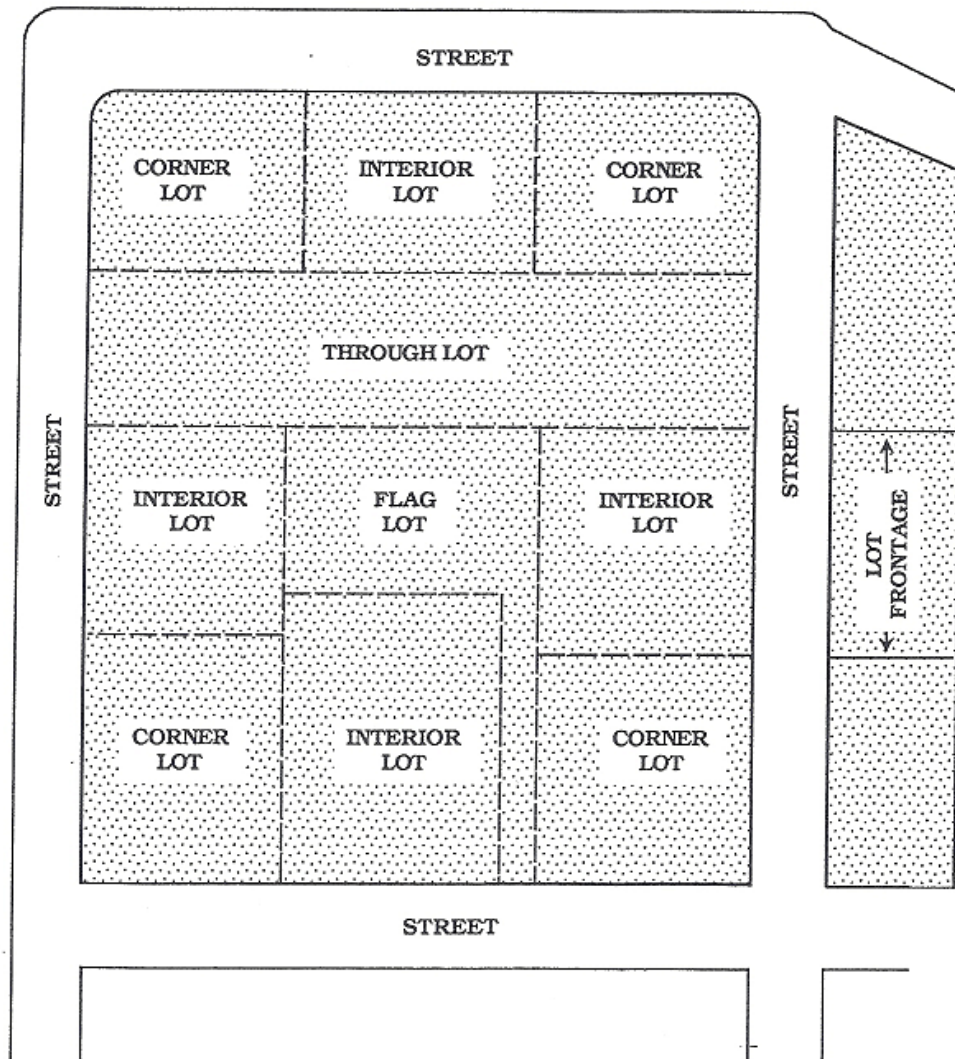 STREET
CORNER
LOT
INTERIOR
LOT
CORNER
LOT
THROUGH LOT
STREET
STREET
INTERIOR
LOT
FLAG
LOT
INTERIOR
LOT
LOT
FRONTAGE
CORNER
LOT
INTERIOR
LOT
CORNER
LOT
STREET